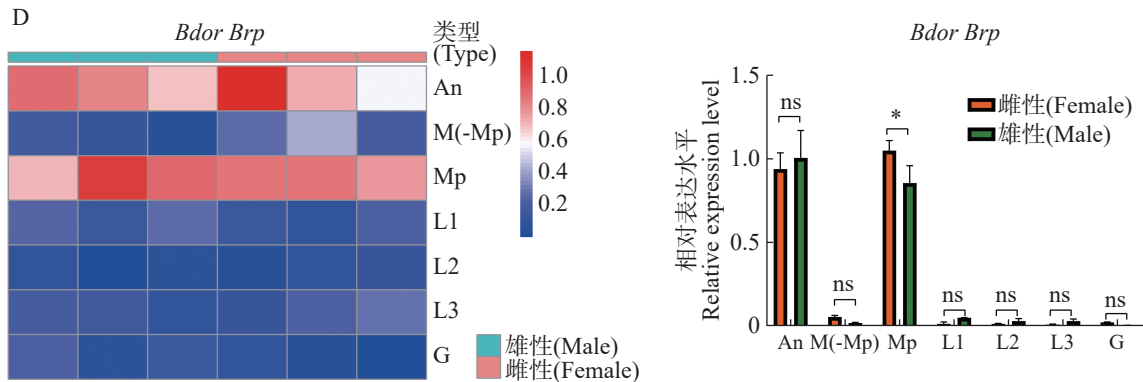 D
Bdor Brp
类型
(Type)
An
M(-Mp)
Mp
L1
L2
L3
G
1.0
0.8
0.6
0.4
0.2
雄性(Male)
雌性(Female)
Bdor Brp
相对表达水平
Relative expression level
1.5
1.0
0.5
0
ns
ns
*
ns
ns
ns
ns
雌性(Female)
雄性(Male)
An M(-Mp) Mp L1 L2 L3 G